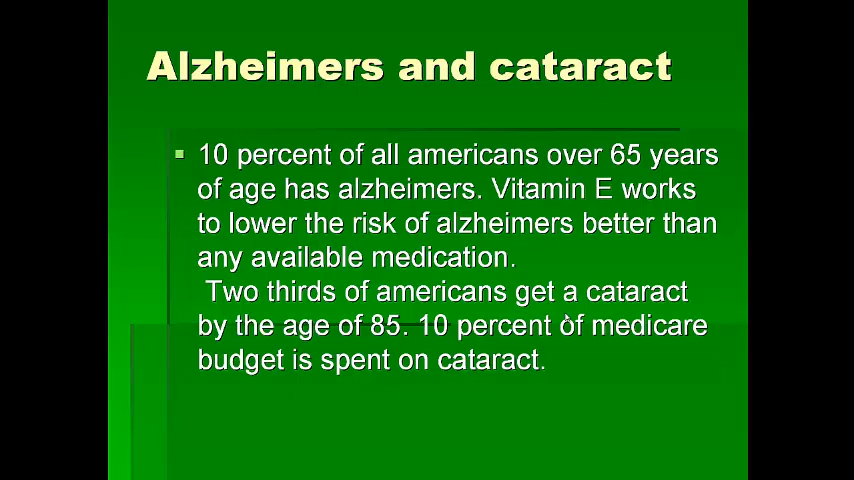 Alzheimers and cataract
10 percent of all americans over 65 years
of age has alzheimers. Vitamin E works
to lower the risk of alzheimers better than
any available medication.
Two thirds of americans get a cataract
by the age of 85. 10 percent of medicare
budget is spent on cataract.